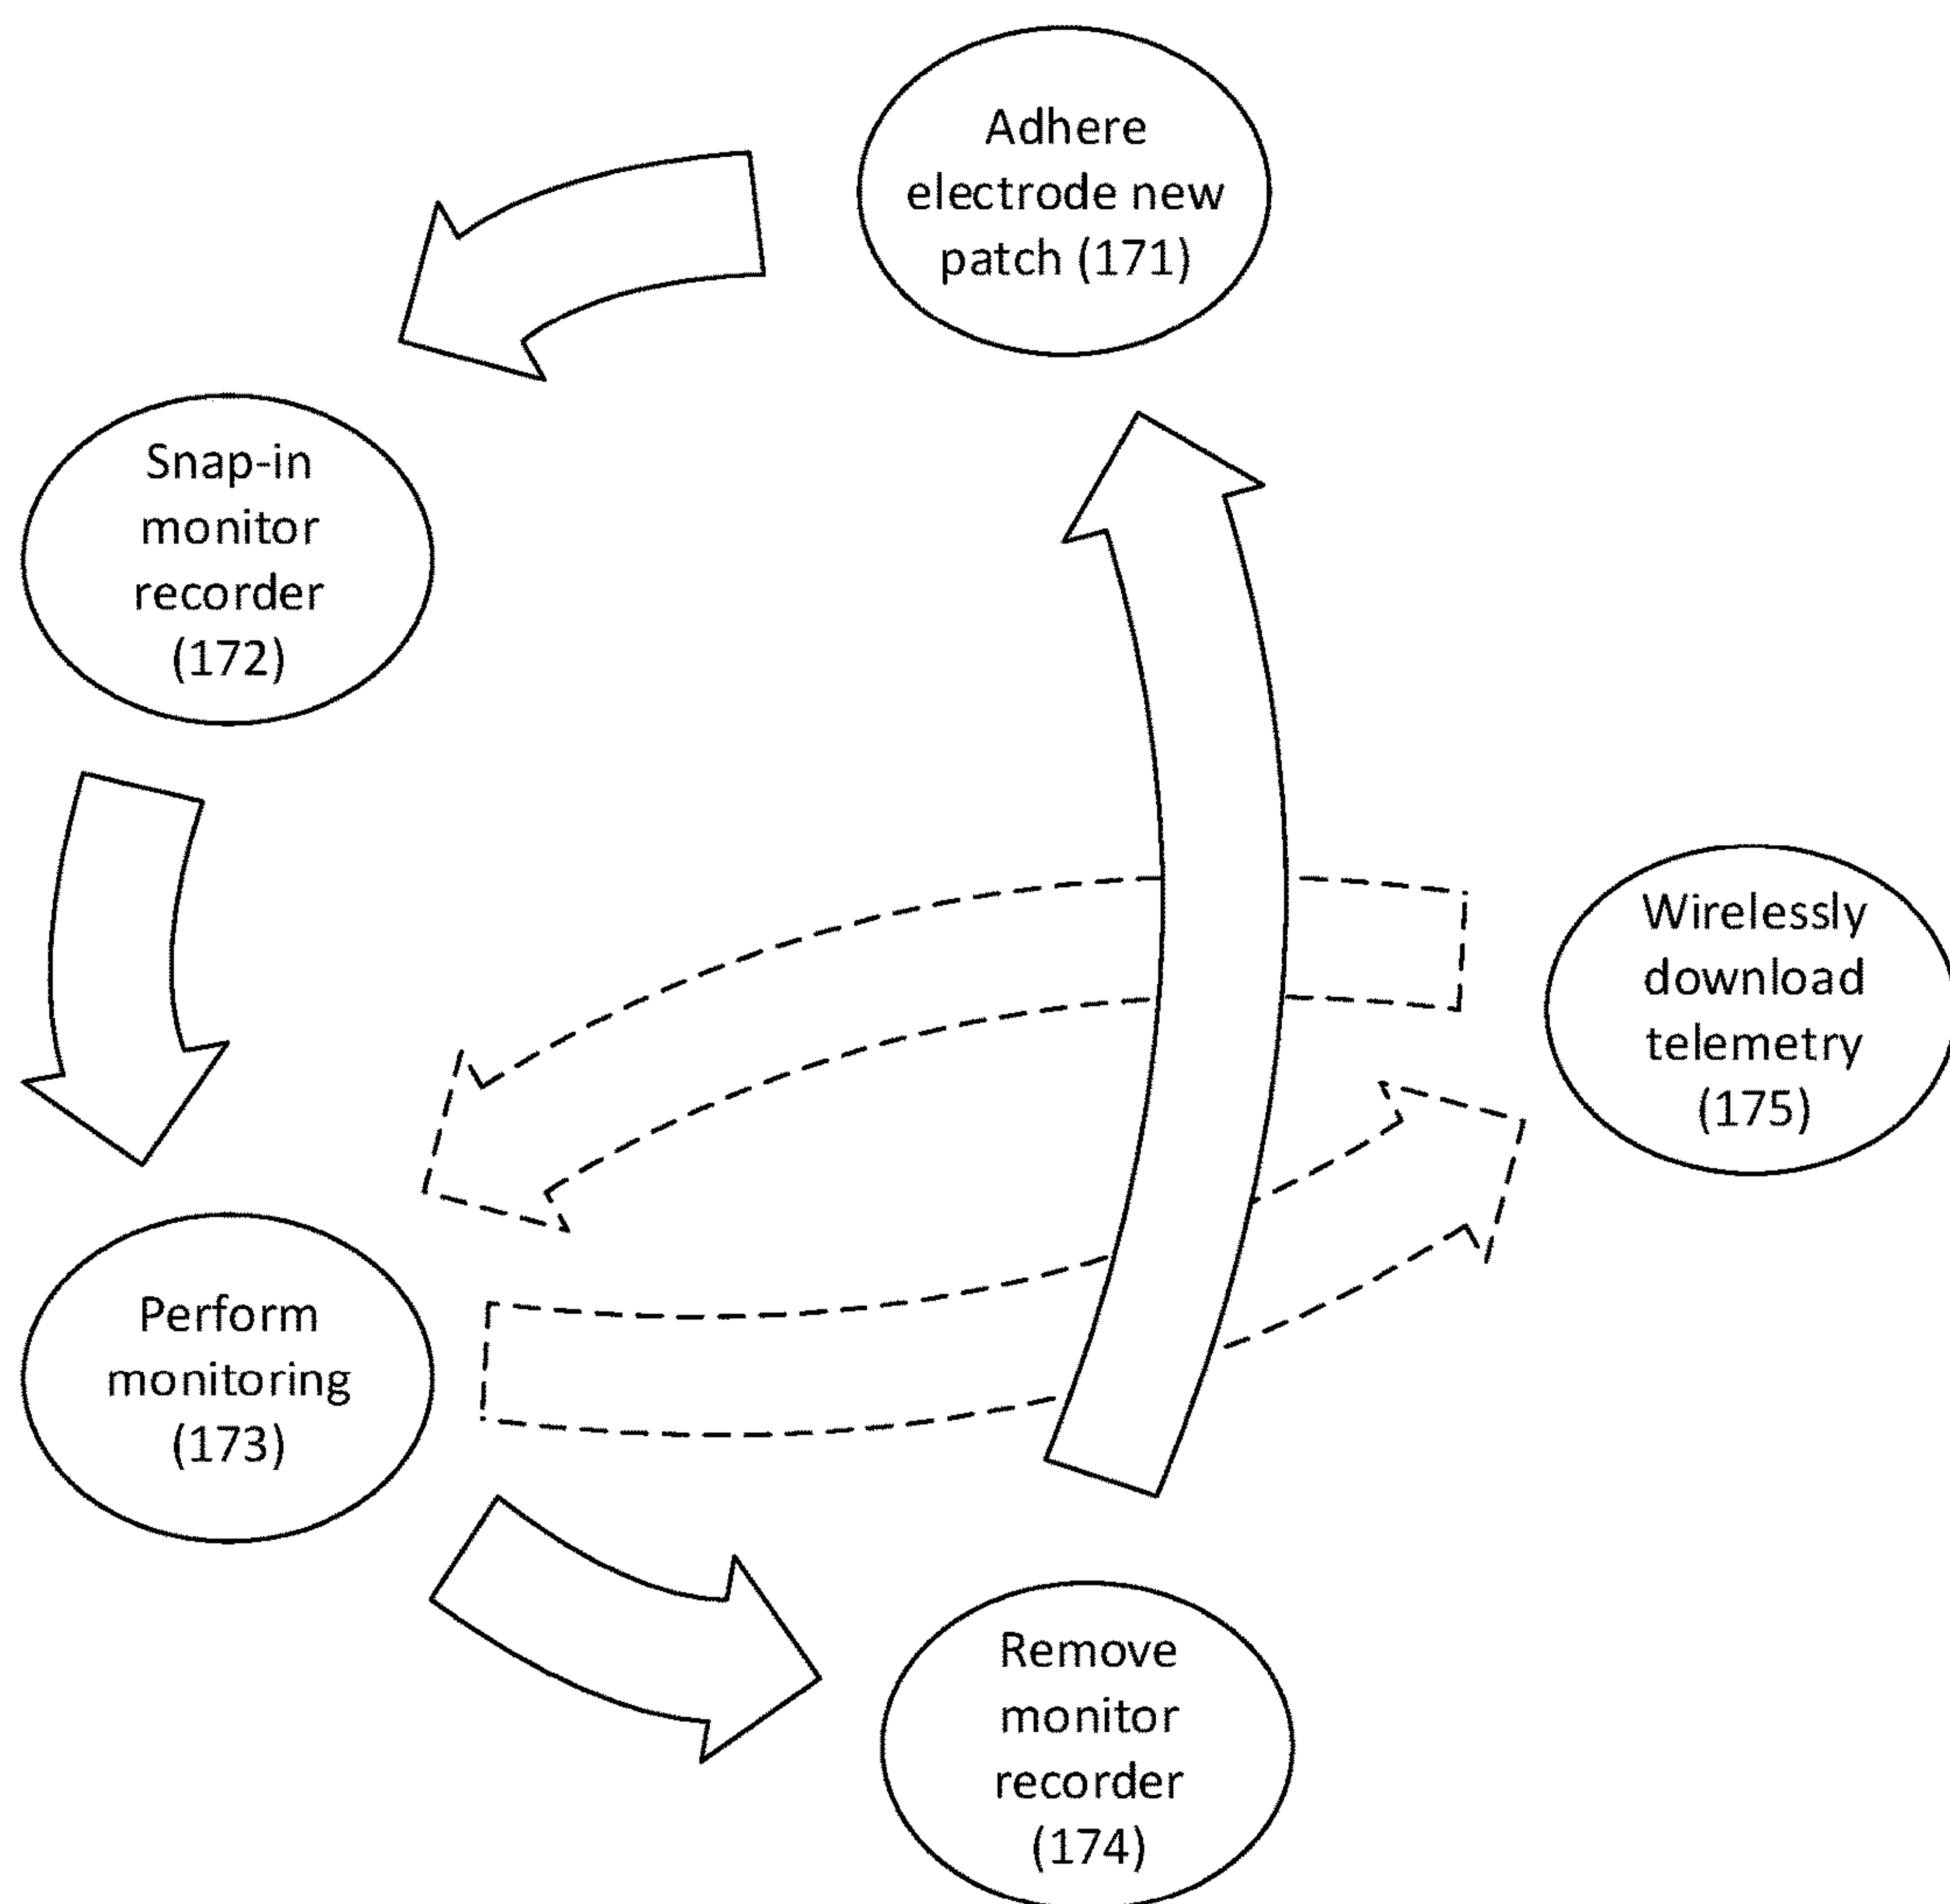 Adhere
electrode new
patch (171)
Snap-in
monitor
recorder
(172)
Wirelessly
download
telemetry
(175)
Perform
monitoring
(173)
Remove
monitor
recorder
(174)